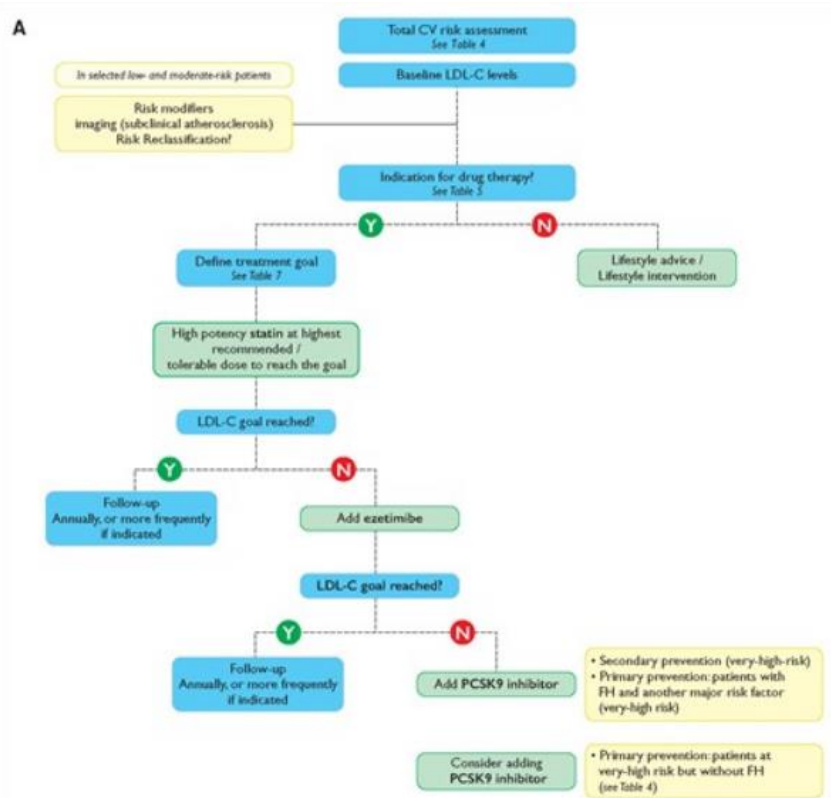 A
Total CV risk assessment
See Table 4
In selected low- and moderate-risk patients
Baseline LDL-C levels
Risk modifiers
imaging (subclinical atherosclerosis)
Risk Reclassification?
Indication for drug therapy?
See Table 5
Y
N
Define treatment goal
See Table 7
Lifestyle advice /
Lifestyle intervention
High potency statin at highest
recommended /
tolerable dose to reach the goal
LDL-C goal reached?
Y
N
Follow-up
Annually, or more frequently
if indicated
Add ezetimibe
LDL-C goal reached?
Y
N
Follow-up
Annually, or more frequently
if indicated
Add PCSK9 inhibitor
• Secondary prevention (very-high-risk)
• Primary prevention: patients with
FH and another major risk factor
(very-high risk)
Consider adding
PCSK9 inhibitor
• Primary prevention: patients at
very-high risk but without FH
(see Table 4)